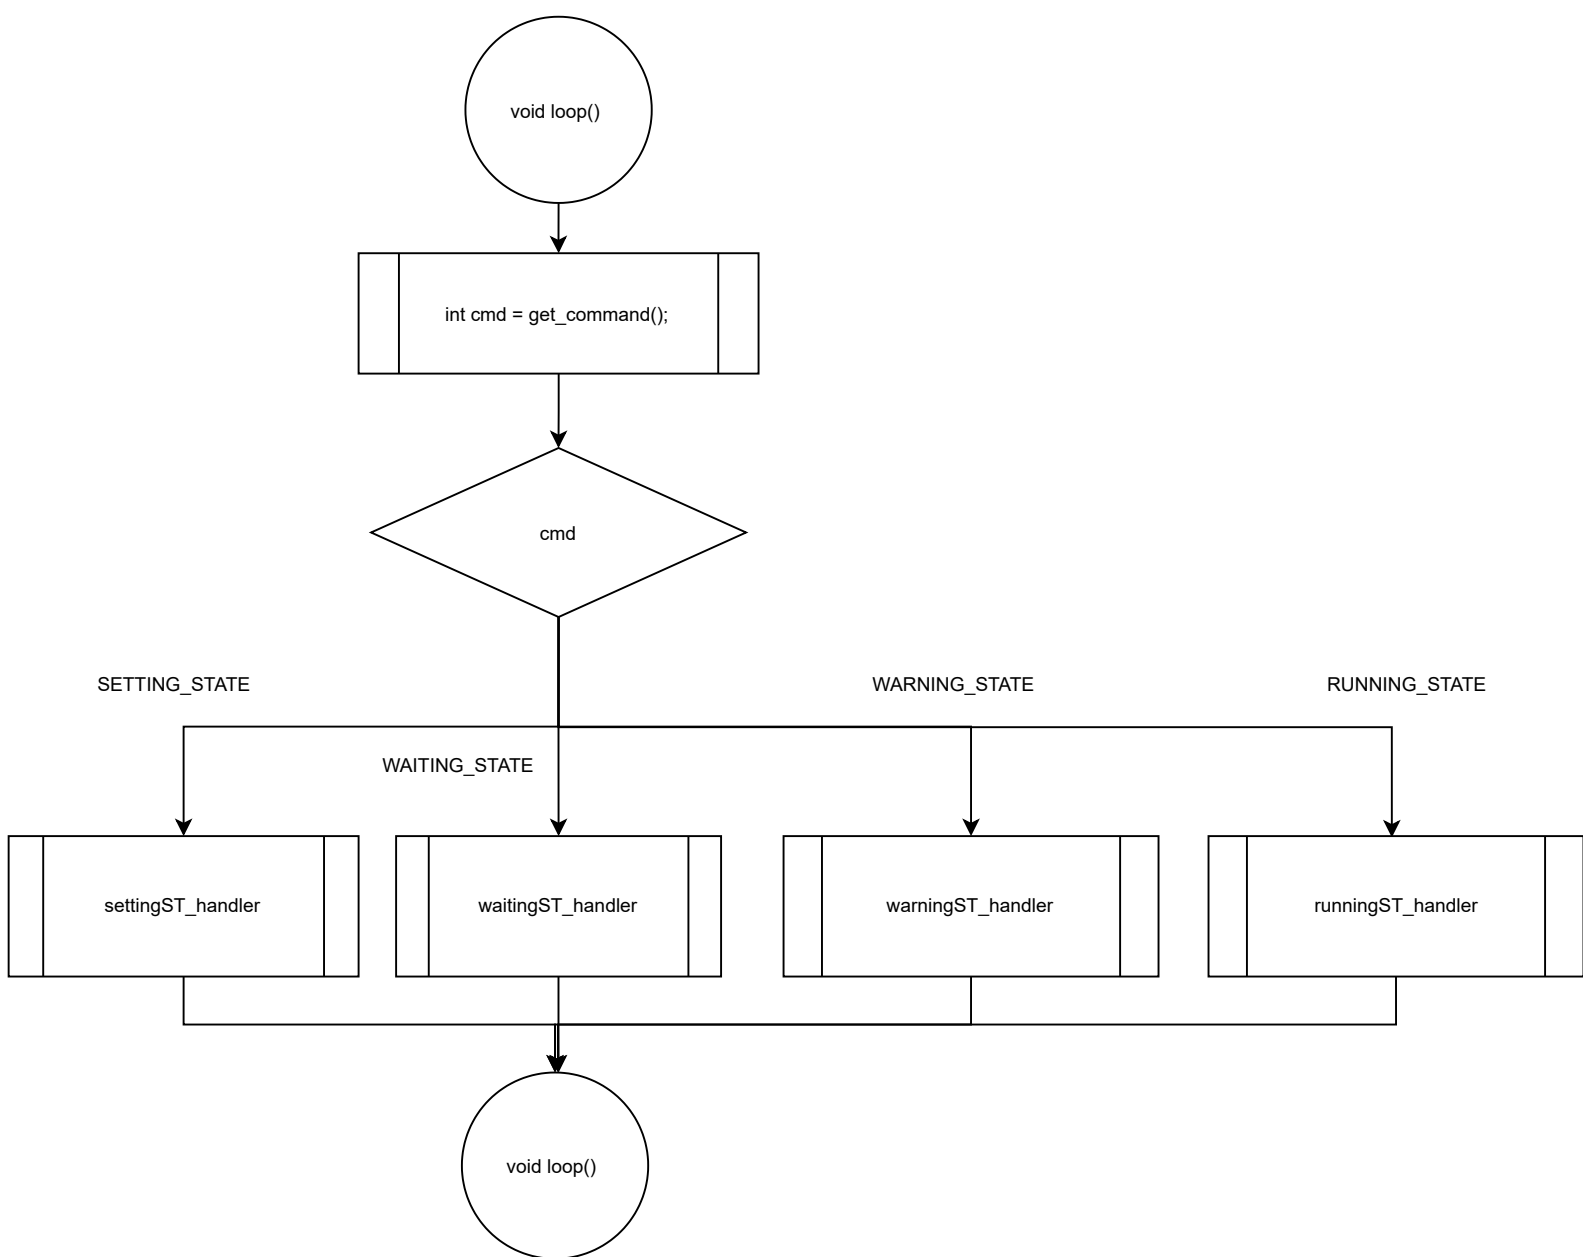 void loop()
int cmd = get_command();
cmd
SETTING_STATE
WARNING_STATE
RUNNING_STATE
WAITING_STATE
settingST_handler
waitingST_handler
warningST_handler
runningST_handler
void loop()